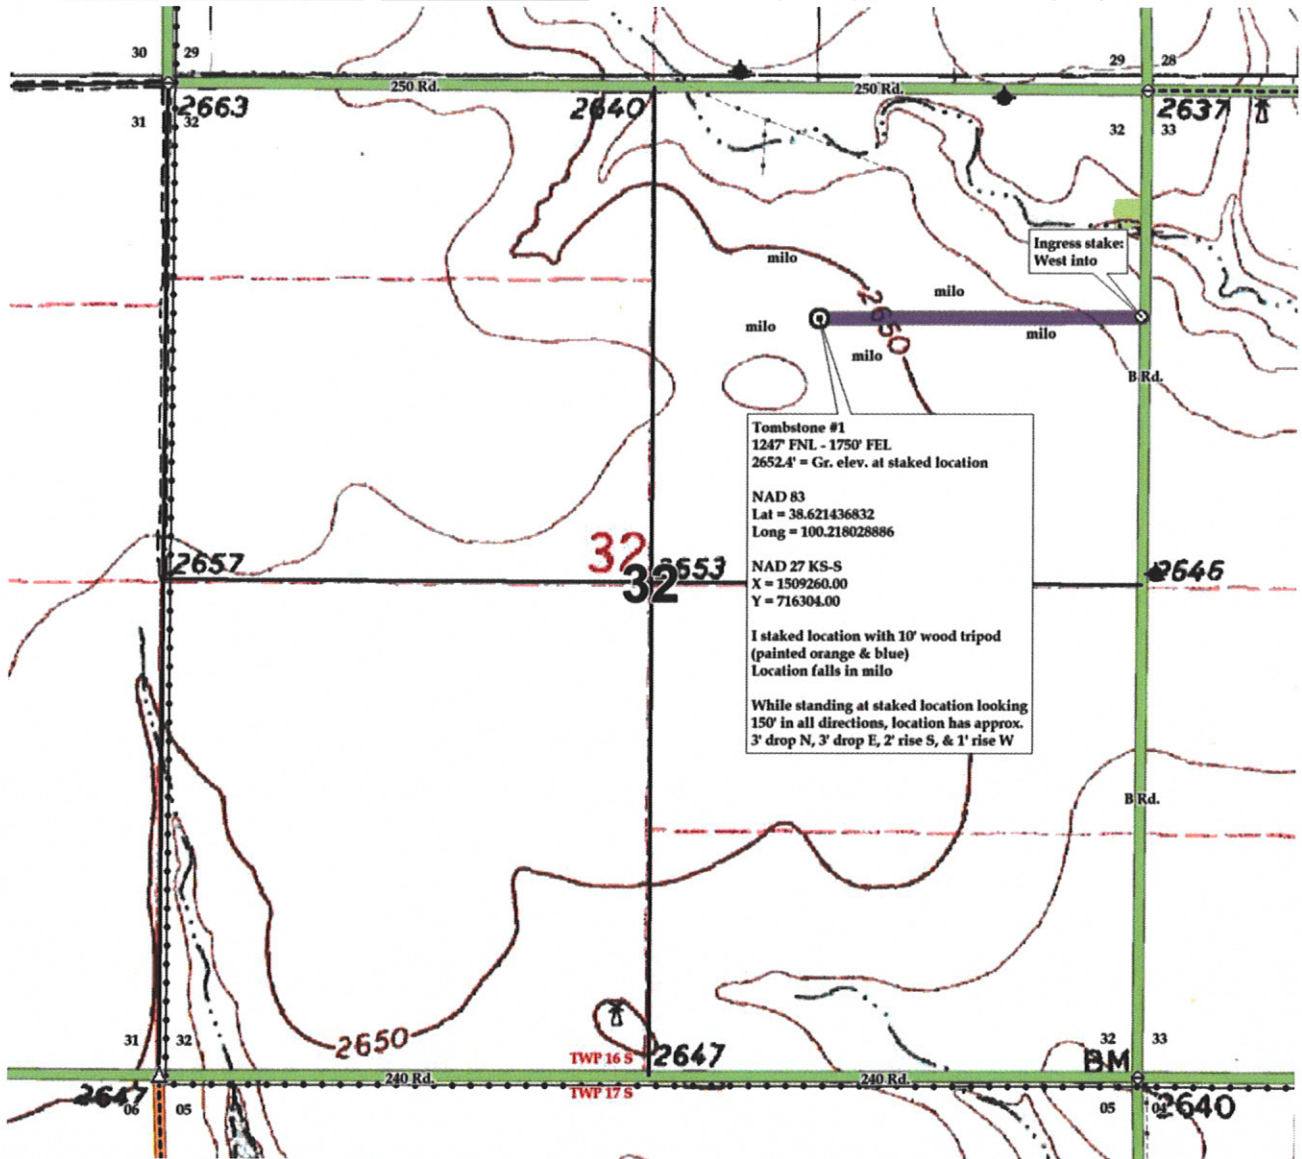 30
29
29
28
250 Rd.
250 Rd.
2663
2640
2637
31
32
32
33
Ingress stake:
West into
milo
milo
milo
milo
milo
2650
B Rd.
Tombstone #1
1247' FNL - 1750' FEL
2652.4' = Gr. elev. at staked location
NAD 83
Lat = 38.621436832
Long = 100.218028886
NAD 27 KS-S
X = 1509260.00
Y = 716304.00
I staked location with 10' wood tripod
(painted orange & blue)
Location falls in milo
While standing at staked location looking
150' in all directions, location has approx.
3' drop N, 3' drop E, 2' rise S, & 1' rise W
2657
32
32
2653
2646
B Rd.
2650
31
32
TWP 16 S
2647
32
33
BM
240 Rd.
240 Rd.
2647
TWP 17 S
06
05
05
04
2640